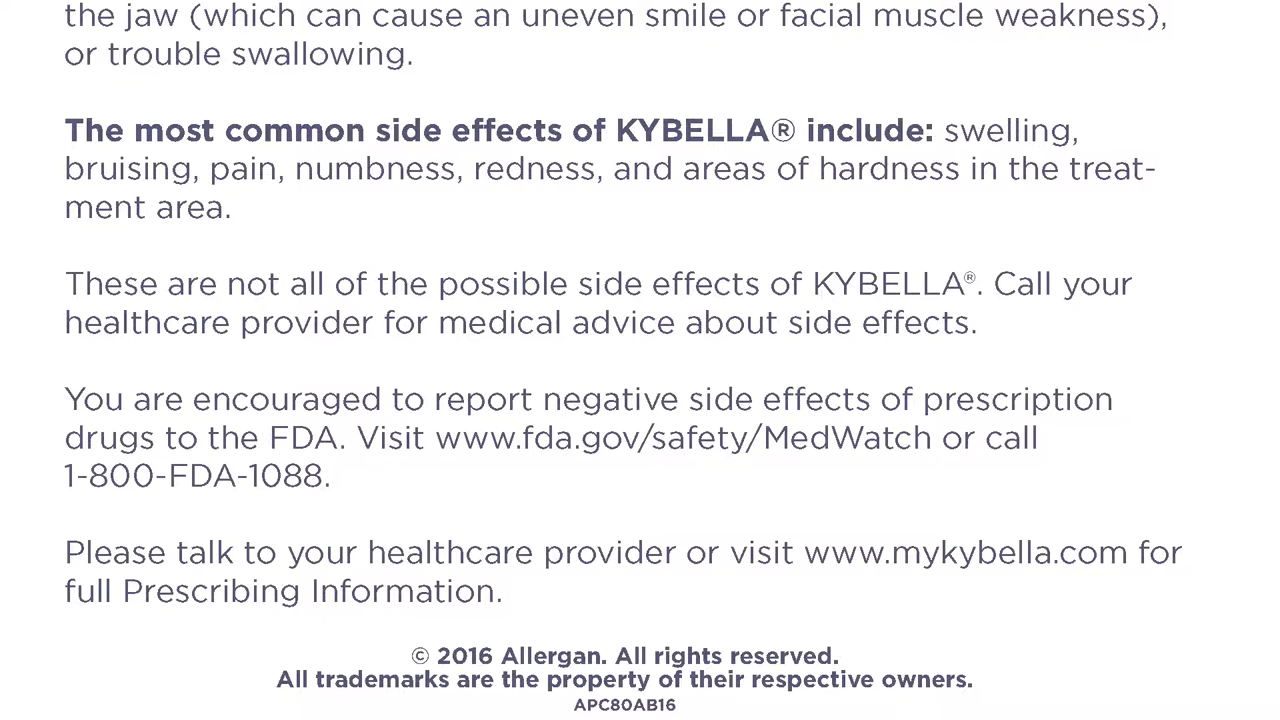 the jaw (which can cause an uneven smile or facial muscle weakness),
or trouble swallowing.
The most common side effects of KYBELLA® include: swelling,
bruising, pain, numbness, redness, and areas of hardness in the treat-
ment area.
These are not all of the possible side effects of KYBELLA®. Call your
healthcare provider for medical advice about side effects.
You are encouraged to report negative side effects of prescription
drugs to the FDA. Visit www.fda.gov/safety/MedWatch or call
1-800-FDA-1088.
Please talk to your healthcare provider or visit www.mykybella.com for
full Prescribing Information.
© 2016 Allergan. All rights reserved.
All trademarks are the property of their respective owners.
APC80AB16